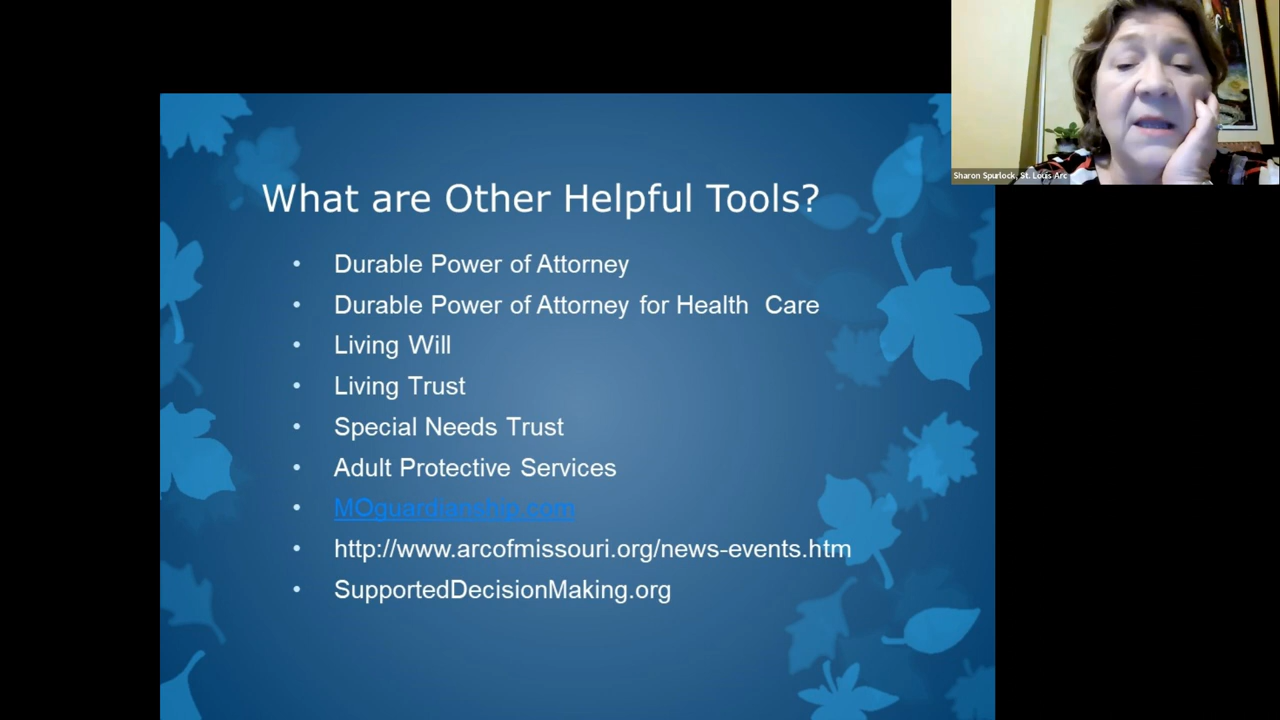 What are Other Helpful Tools?
• Durable Power of Attorney
• Durable Power of Attorney for Health Care
• Living Will
• Living Trust
• Special Needs Trust
• Adult Protective Services
• MOguardianship.com
• http://www.arcofmissouri.org/news-events.htm
• SupportedDecisionMaking.org
Sharon Spurlock, St. Louis Arc